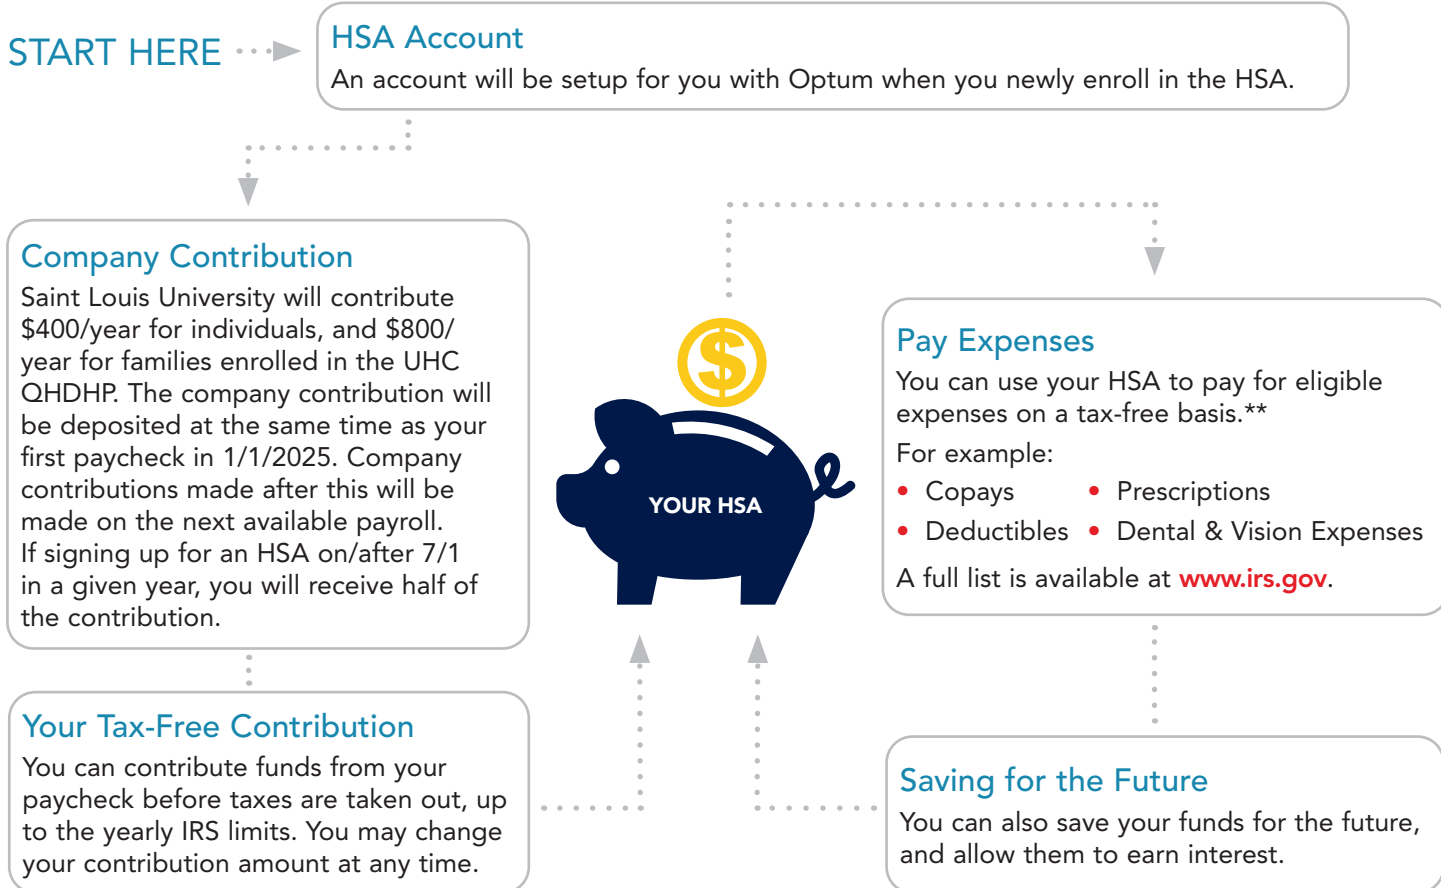 START HERE
HSA Account
An account will be setup for you with Optum when you newly enroll in the HSA.
Company Contribution
Saint Louis University will contribute
$400/year for individuals, and $800/
year for families enrolled in the UHC
QHDHP. The company contribution will
be deposited at the same time as your
first paycheck in 1/1/2025. Company
contributions made after this will be
made on the next available payroll.
If signing up for an HSA on/after 7/1
in a given year, you will receive half of
the contribution.
Your Tax-Free Contribution
You can contribute funds from your
paycheck before taxes are taken out, up
to the yearly IRS limits. You may change
your contribution amount at any time.
$
YOUR HSA
Pay Expenses
You can use your HSA to pay for eligible
expenses on a tax-free basis.**
For example:
• Copays • Prescriptions
• Deductibles • Dental & Vision Expenses
A full list is available at www.irs.gov.
Saving for the Future
You can also save your funds for the future,
and allow them to earn interest.